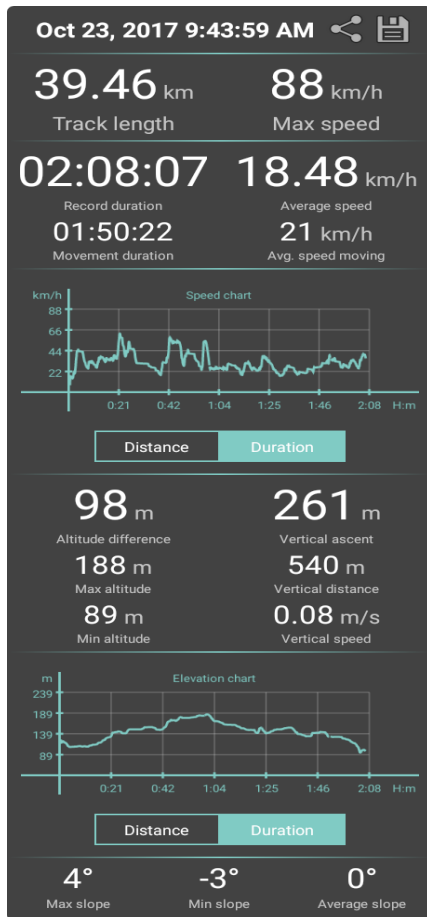 Oct 23, 2017 9:43:59 AM
39.46 km 88 km/h
Track length Max speed
02:08:07 18.48 km/h
Record duration Average speed
01:50:22 21 km/h
Movement duration Avg. speed moving
km/h Speed chart
88
66
44
22
0:21 0:42 1:04 1:25 1:46 2:08 H:m
Distance Duration
98 m 261 m
Altitude difference Vertical ascent
188 m 540 m
Max altitude Vertical distance
89 m 0.08 m/s
Min altitude Vertical speed
m Elevation chart
239
189
139
89
0:21 0:42 1:04 1:25 1:46 2:08 H:m
Distance Duration
4° -3° 0°
Max slope Min slope Average slope